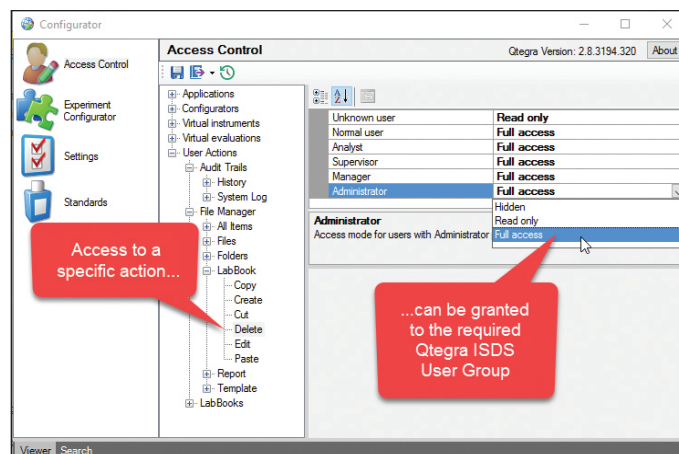 Configurator
Access Control
Experiment
Configurator
Settings
Standards
Access Control
Qtegra Version: 2.8.3194.320
About
Applications
Configurators
Virtual instruments
Virtual evaluations
User Actions
Audit Trails
History
System Log
File Manager
All Items
Files
Folders
LabBook
Copy
Create
Cut
Delete
Edit
Paste
Report
Template
LabBooks
Unknown user Read only
Normal user Full access
Analyst Full access
Supervisor Full access
Manager Full access
Administrator Full access
Hidden
Read only
Full access
Administrator
Access mode for users with Administrator
Access to a
specific action...
...can be granted
to the required
Qtegra ISDS
User Group
Viewer Search